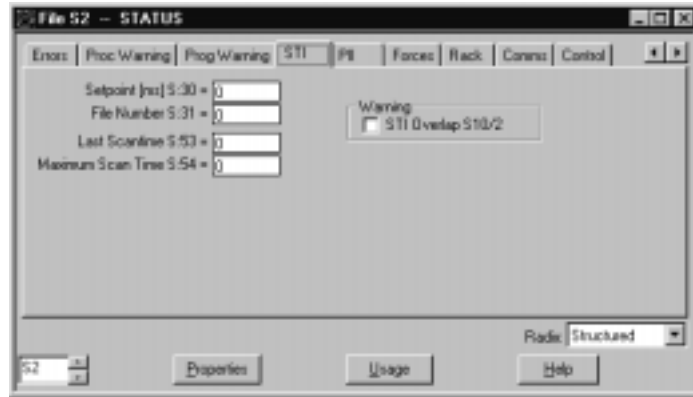 File S2 -- STATUS
Errors Proc Warning Prog Warning STI PII Forces Rack Comms Control
Setpoint [ms] S:30 = 0
File Number S:31 = 0
Last Scantime S:53 = 0
Maximum Scan Time S:54 = 0
Warning
STI Overlap S10/2
Radix: Structured
S2
Properties Usage Help